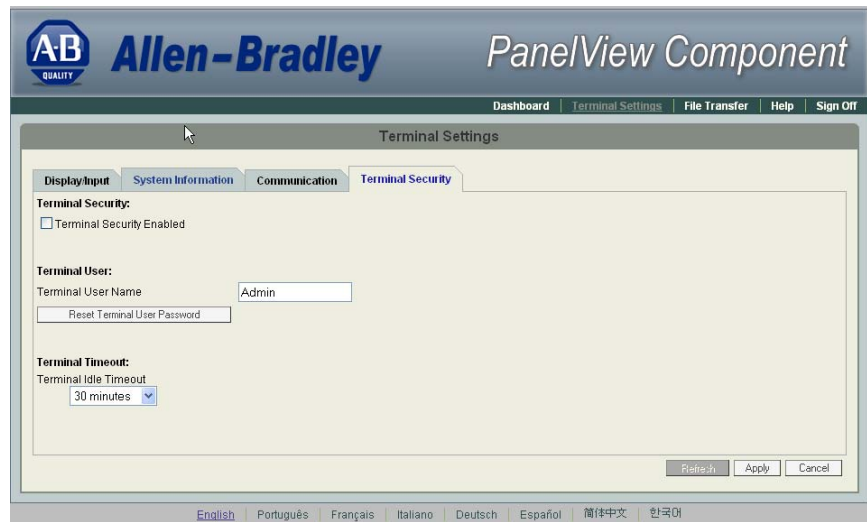 A·B QUALITY Allen-Bradley PanelView Component
Dashboard Terminal Settings File Transfer Help Sign Off
Terminal Settings
Display/Input System Information Communication Terminal Security
Terminal Security:
Terminal Security Enabled
Terminal User:
Terminal User Name Admin
Reset Terminal User Password
Terminal Timeout:
Terminal Idle Timeout
30 minutes
Refresh Apply Cancel
English Português Français Italiano Deutsch Español 简体中文 한국어